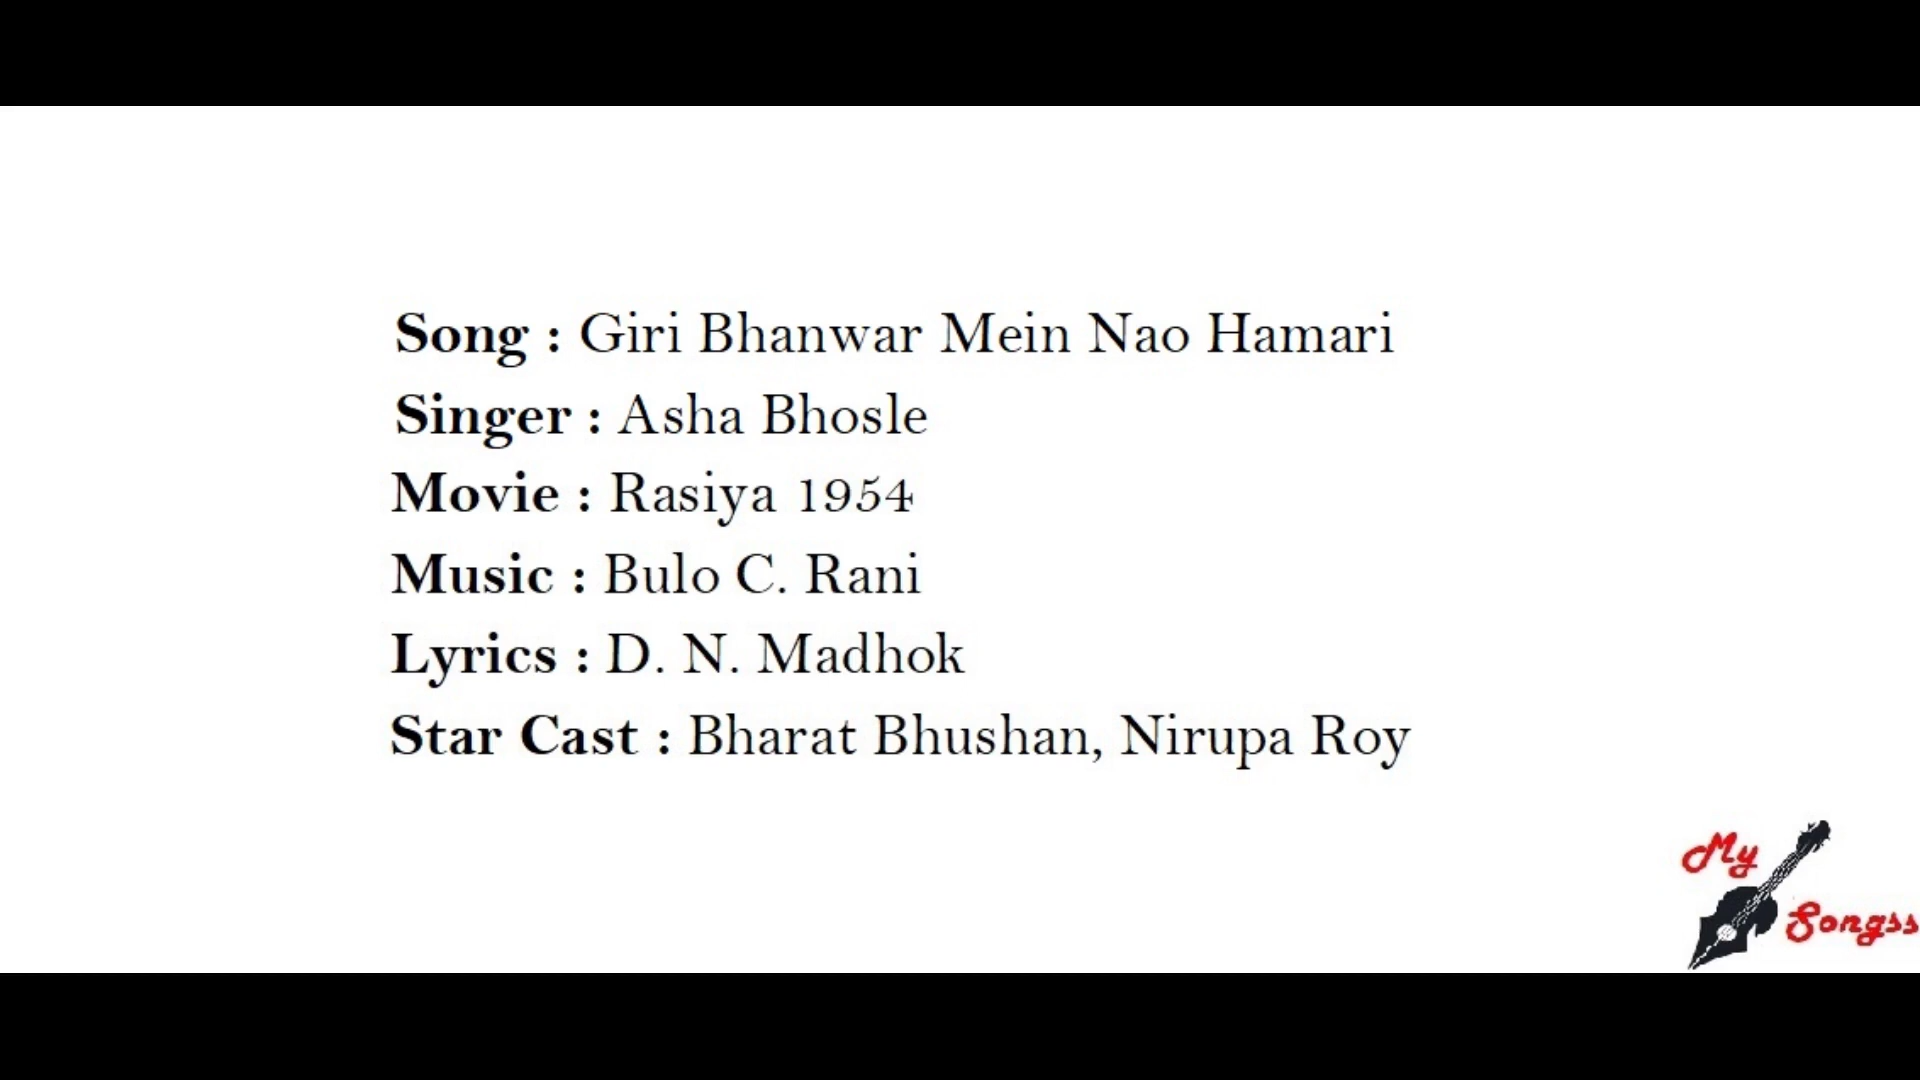 Song : Giri Bhanwar Mein Nao Hamari
Singer : Asha Bhosle
Movie : Rasiya 1954
Music : Bulo C. Rani
Lyrics : D. N. Madhok
Star Cast : Bharat Bhushan, Nirupa Roy
My
Songss